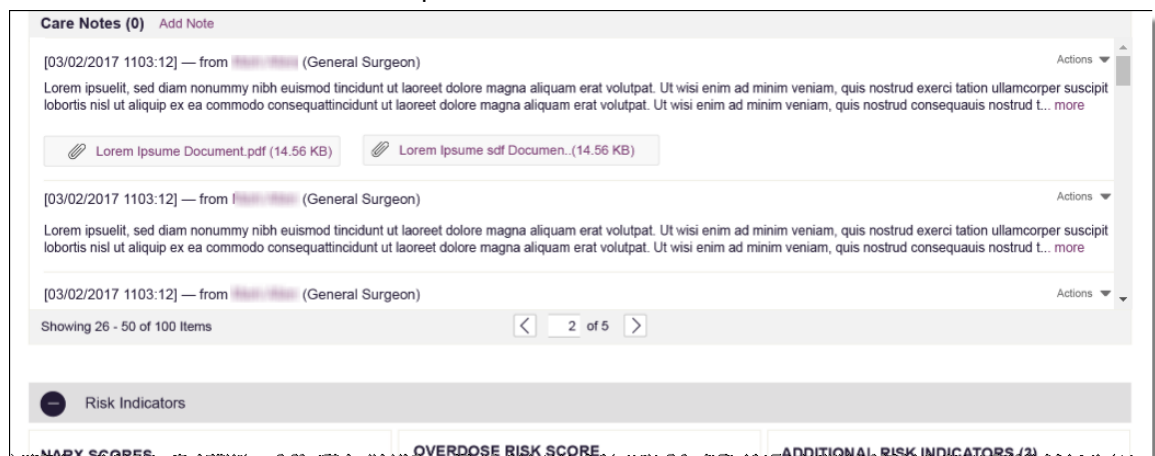 Care Notes (0) Add Note
[03/02/2017 1103:12] — from (General Surgeon) Actions
Lorem ipsuelit, sed diam nonummy nibh euismod tincidunt ut laoreet dolore magna aliquam erat volutpat. Ut wisi enim ad minim veniam, quis nostrud exerci tation ullamcorper suscipit
lobortis nisl ut aliquip ex ea commodo consequattincidunt ut laoreet dolore magna aliquam erat volutpat. Ut wisi enim ad minim veniam, quis nostrud consequauis nostrud t... more
Lorem Ipsume Document.pdf (14.56 KB) Lorem Ipsume sdf Documen..(14.56 KB)
[03/02/2017 1103:12] — from (General Surgeon) Actions
Lorem ipsuelit, sed diam nonummy nibh euismod tincidunt ut laoreet dolore magna aliquam erat volutpat. Ut wisi enim ad minim veniam, quis nostrud exerci tation ullamcorper suscipit
lobortis nisl ut aliquip ex ea commodo consequattincidunt ut laoreet dolore magna aliquam erat volutpat. Ut wisi enim ad minim veniam, quis nostrud consequauis nostrud t... more
[03/02/2017 1103:12] — from (General Surgeon) Actions
Showing 26 - 50 of 100 Items 2 of 5
Risk Indicators
NARX SCORES OVERDOSE RISK SCORE ADDITIONAL RISK INDICATORS (3)